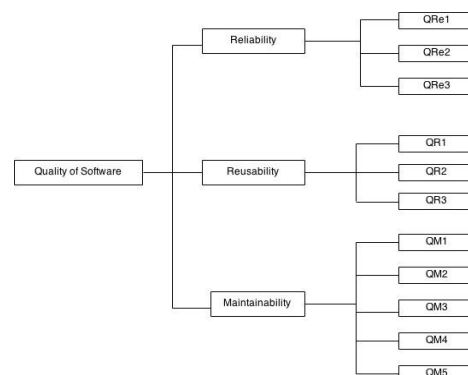 QRe1
Reliability
QRe2
QRe3
QR1
Quality of Software
Reusability
QR2
QR3
QM1
QM2
Maintainability
QM3
QM4
QM5